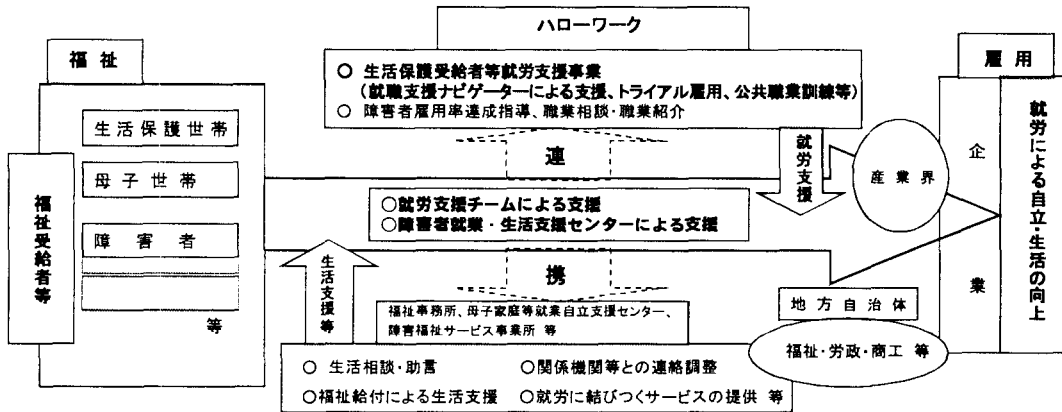 ハローワーク
○ 生活保護受給者等就労支援事業
(就職支援ナビゲーターによる支援、トライアル雇用、公共職業訓練等)
○ 障害者雇用率達成指導、職業相談・職業紹介
福祉
生活保護世帯
母子世帯
障害者
等
福祉受給者等
連
○就労支援チームによる支援
○障害者就業・生活支援センターによる支援
携
就労支援
生活支援等
福祉事務所、母子家庭等就業自立支援センター、
障害福祉サービス事業所 等
○ 生活相談・助言 ○関係機関等との連絡調整
○福祉給付による生活支援 ○就労に結びつくサービスの提供 等
産業界
地方自治体
福祉・労政・商工 等
雇用
企業
就労による自立・生活の向上